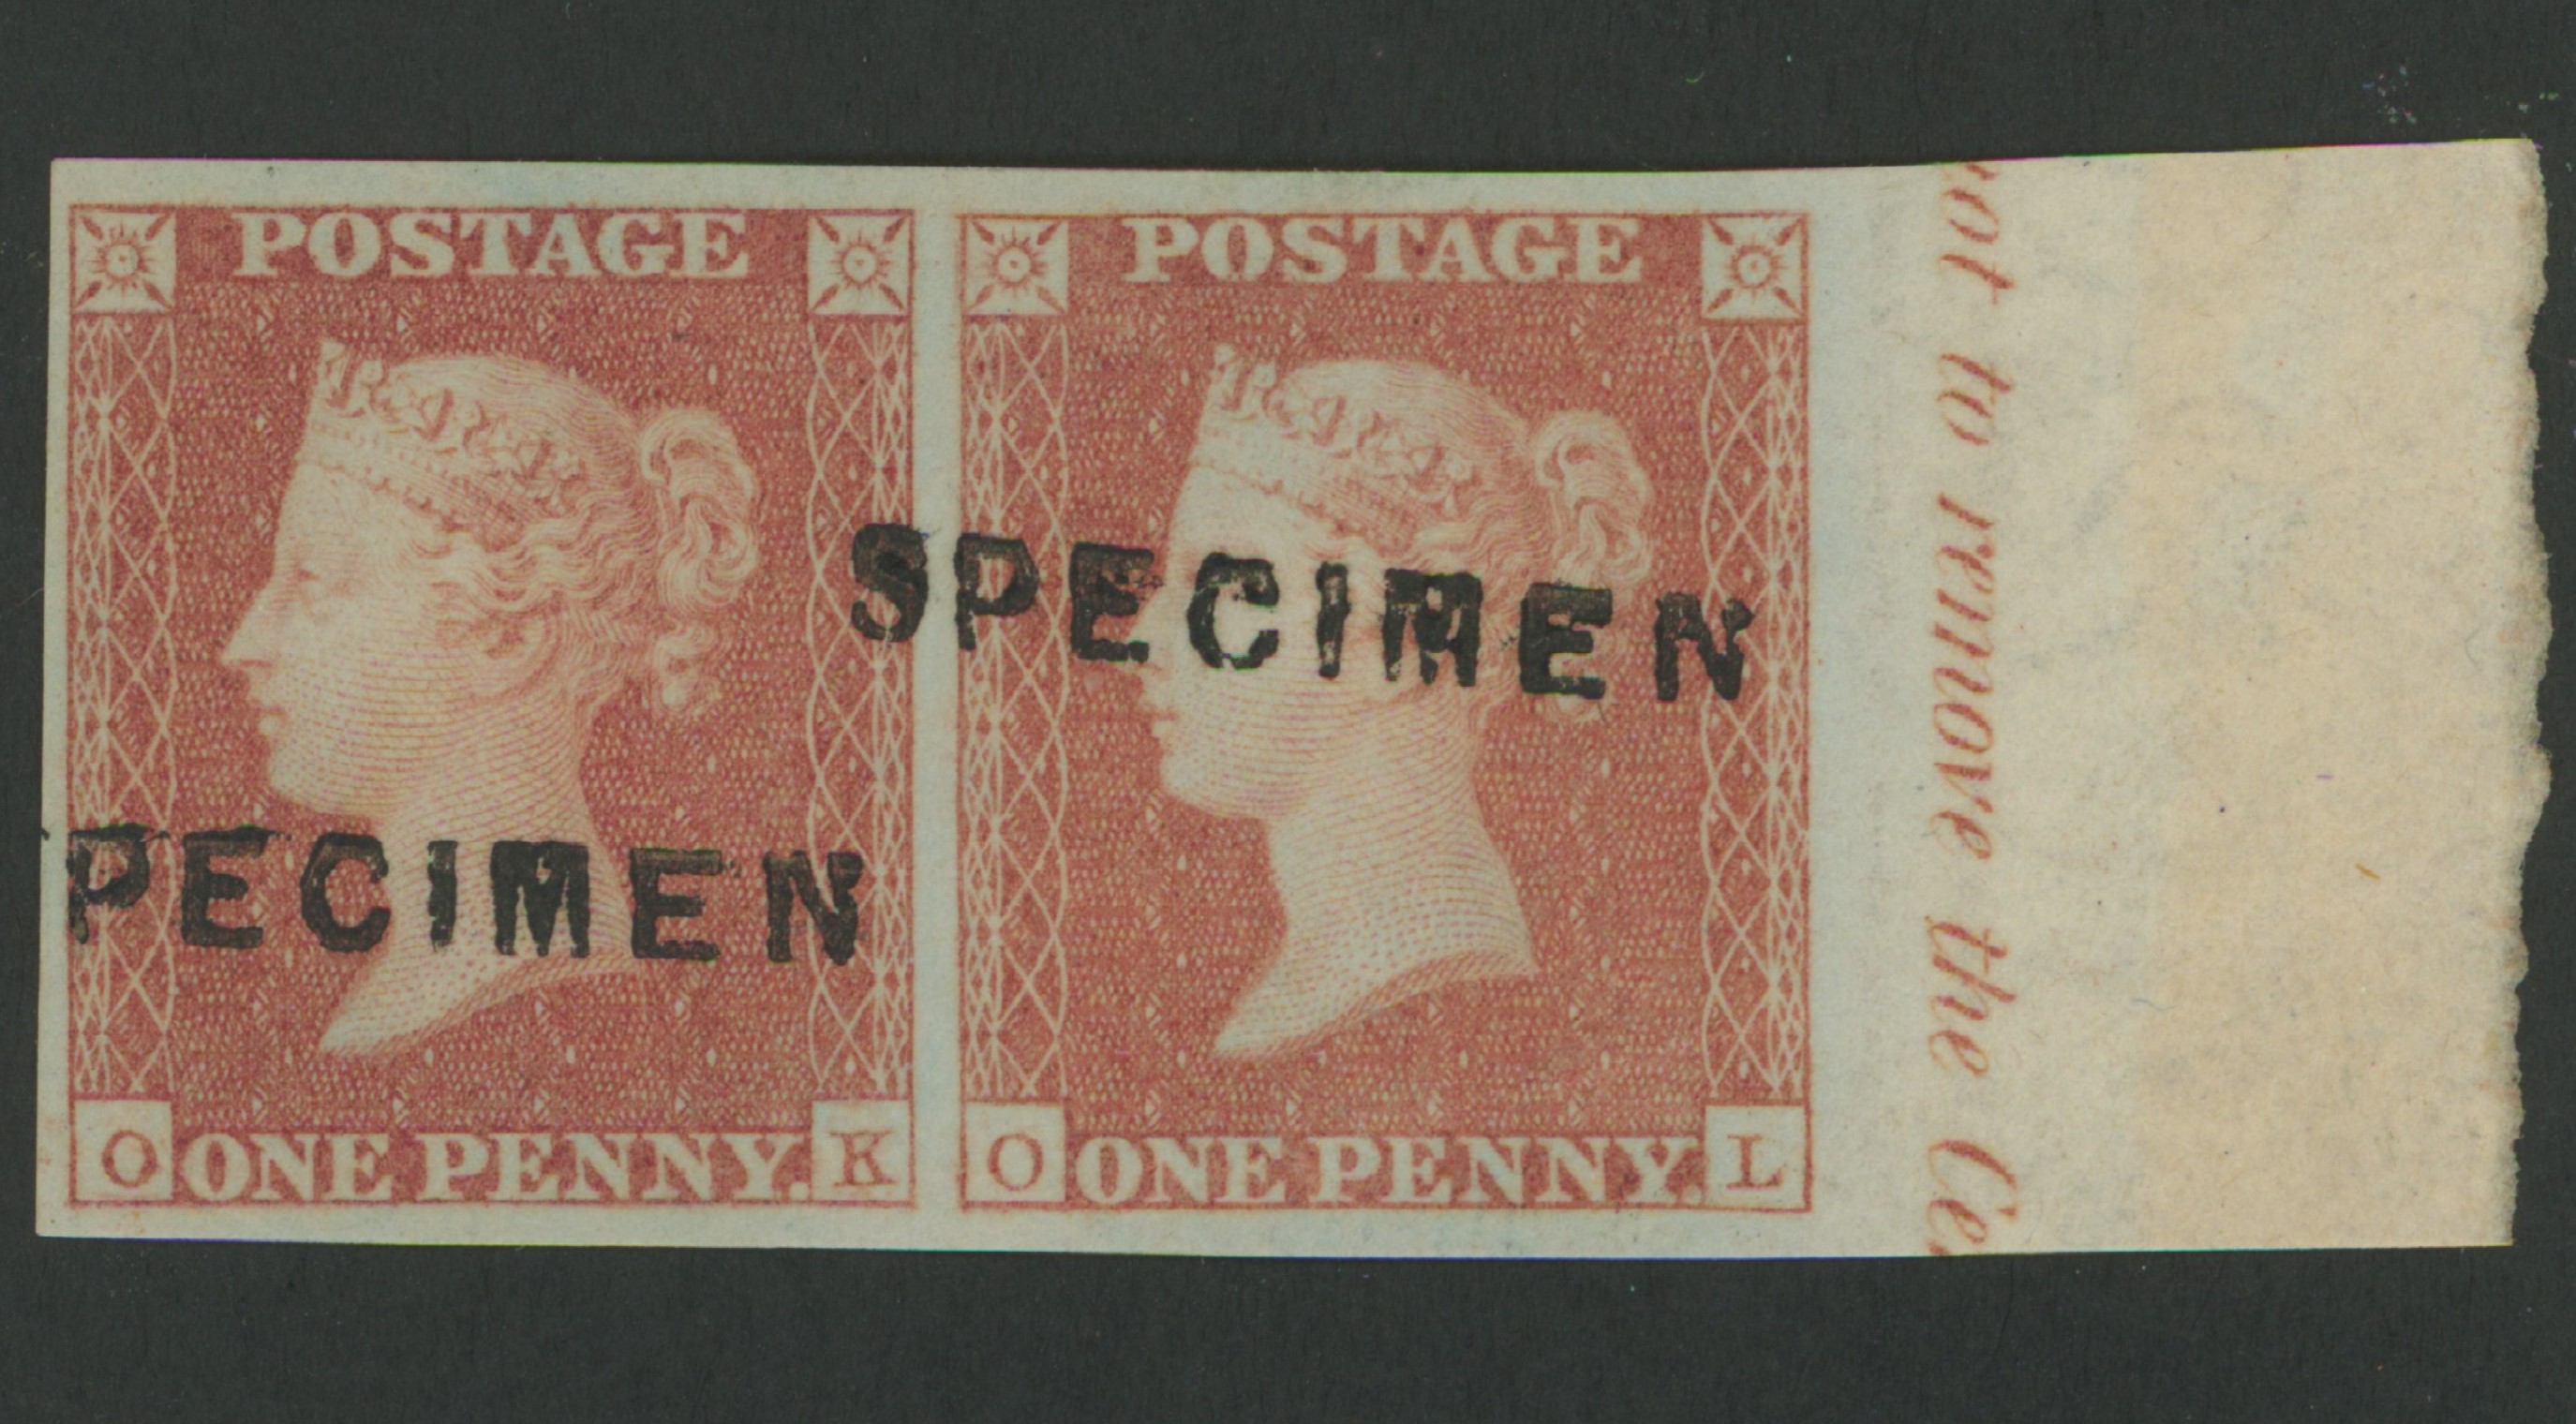 POSTAGE
POSTAGE
SPECIMEN
PECIMEN
O ONE PENNY. K
O ONE PENNY. L
not to remove the Ce